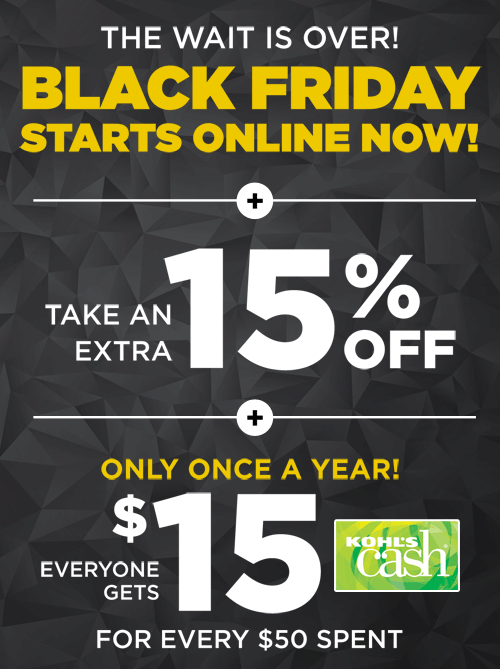 THE WAIT IS OVER!
BLACK FRIDAY
STARTS ONLINE NOW!
+
TAKE AN
EXTRA
15% OFF
+
ONLY ONCE A YEAR!
EVERYONE
GETS
$15
KOHL'S
cash
FOR EVERY $50 SPENT